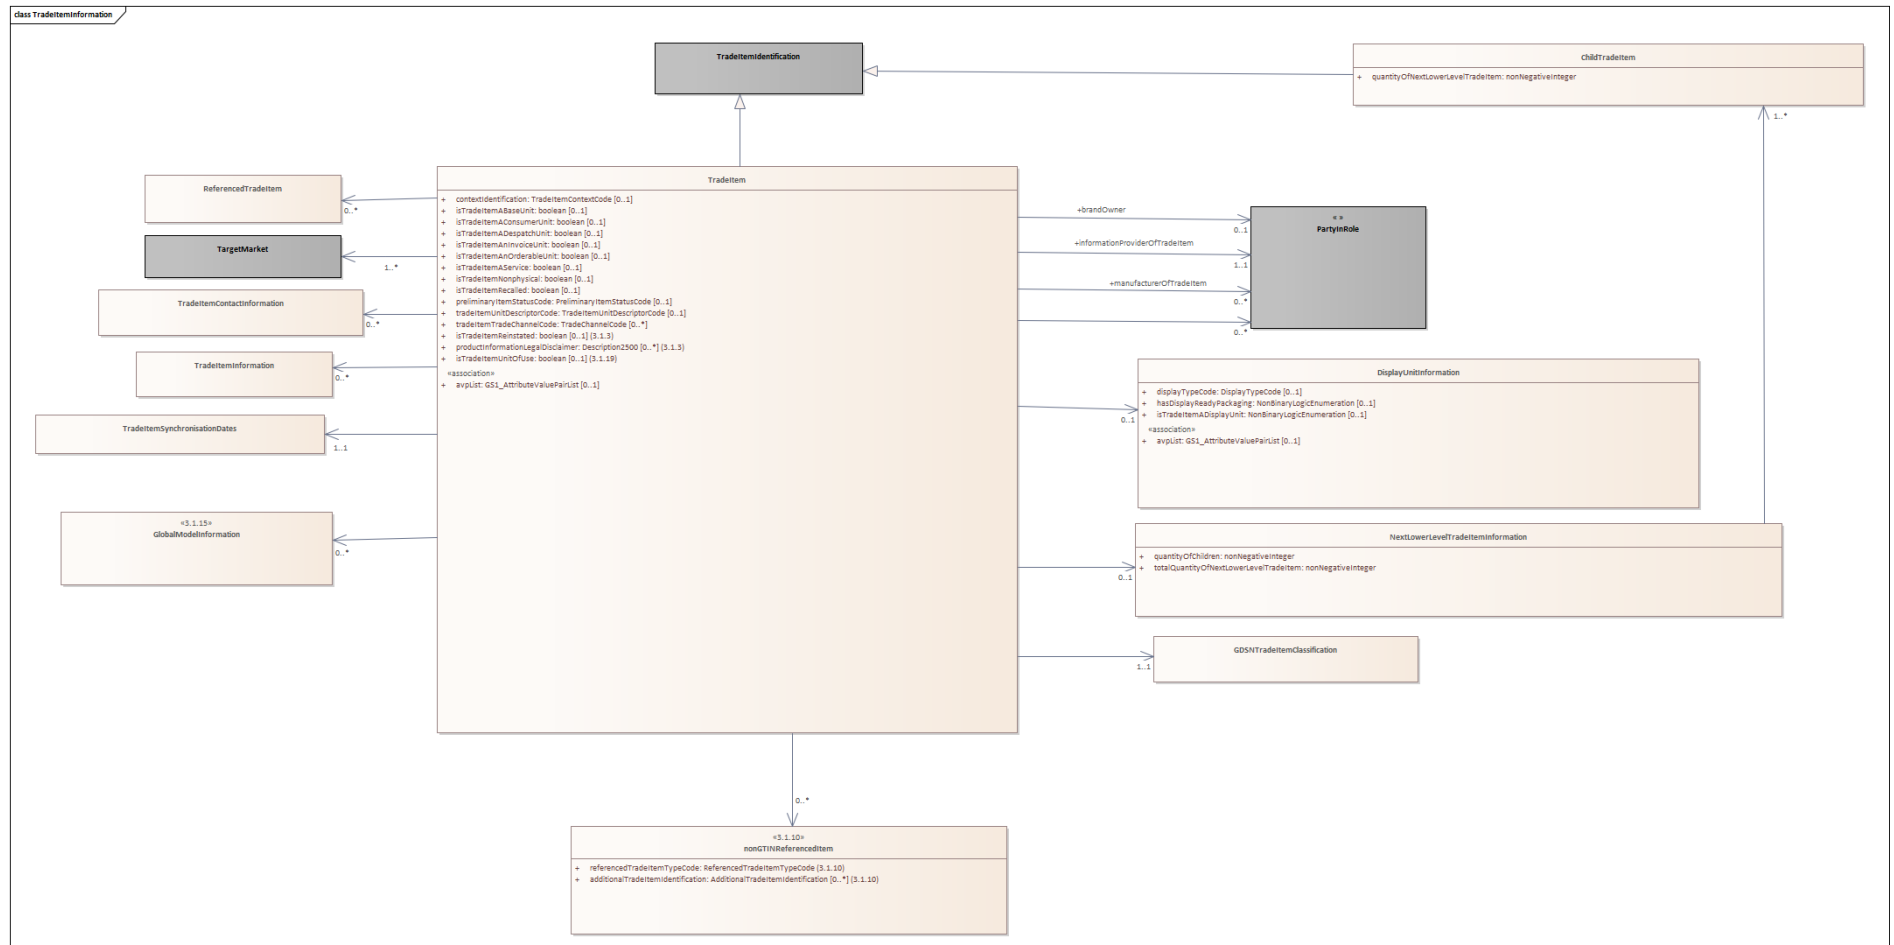 class TradeItemInformation
TradeItemIdentification
ChildTradeItem
+ quantityOfNextLowerLevelTradeItem: nonNegativeInteger
1..*
ReferencedTradeItem
0..*
TargetMarket
1..*
TradeItemContactInformation
0..*
TradeItemInformation
0..*
TradeItemSynchronisationDates
1..1
«3.1.15»
GlobalModelInformation
0..*
TradeItem
+ contextIdentification: TradeItemContextCode [0..1]
+ isTradeItemABaseUnit: boolean [0..1]
+ isTradeItemAConsumerUnit: boolean [0..1]
+ isTradeItemADespatchUnit: boolean [0..1]
+ isTradeItemAnInvoiceUnit: boolean [0..1]
+ isTradeItemAnOrderableUnit: boolean [0..1]
+ isTradeItemAService: boolean [0..1]
+ isTradeItemNonphysical: boolean [0..1]
+ isTradeItemRecalled: boolean [0..1]
+ preliminaryItemStatusCode: PreliminaryItemStatusCode [0..1]
+ tradeItemUnitDescriptorCode: TradeItemUnitDescriptorCode [0..1]
+ tradeItemTradeChannelCode: TradeChannelCode [0..*]
+ isTradeItemReinstated: boolean [0..1] (3.1.3)
+ productInformationLegalDisclaimer: Description2500 [0..*] (3.1.3)
+ isTradeItemUnitOfUse: boolean [0..1] (3.1.19)
«association»
+ avpList: GS1_AttributeValuePairList [0..1]
+brandOwner
0..1
+informationProviderOfTradeItem
1..1
+manufacturerOfTradeItem
0..*
0..*
« »
PartyInRole
DisplayUnitInformation
+ displayTypeCode: DisplayTypeCode [0..1]
+ hasDisplayReadyPackaging: NonBinaryLogicEnumeration [0..1]
+ isTradeItemADisplayUnit: NonBinaryLogicEnumeration [0..1]
«association»
+ avpList: GS1_AttributeValuePairList [0..1]
0..1
NextLowerLevelTradeItemInformation
+ quantityOfChildren: nonNegativeInteger
+ totalQuantityOfNextLowerLevelTradeItem: nonNegativeInteger
0..1
GDSNTradeItemClassification
1..1
0..*
«3.1.10»
nonGTINReferencedItem
+ referencedTradeItemTypeCode: ReferencedTradeItemTypeCode (3.1.10)
+ additionalTradeItemIdentification: AdditionalTradeItemIdentification [0..*] (3.1.10)